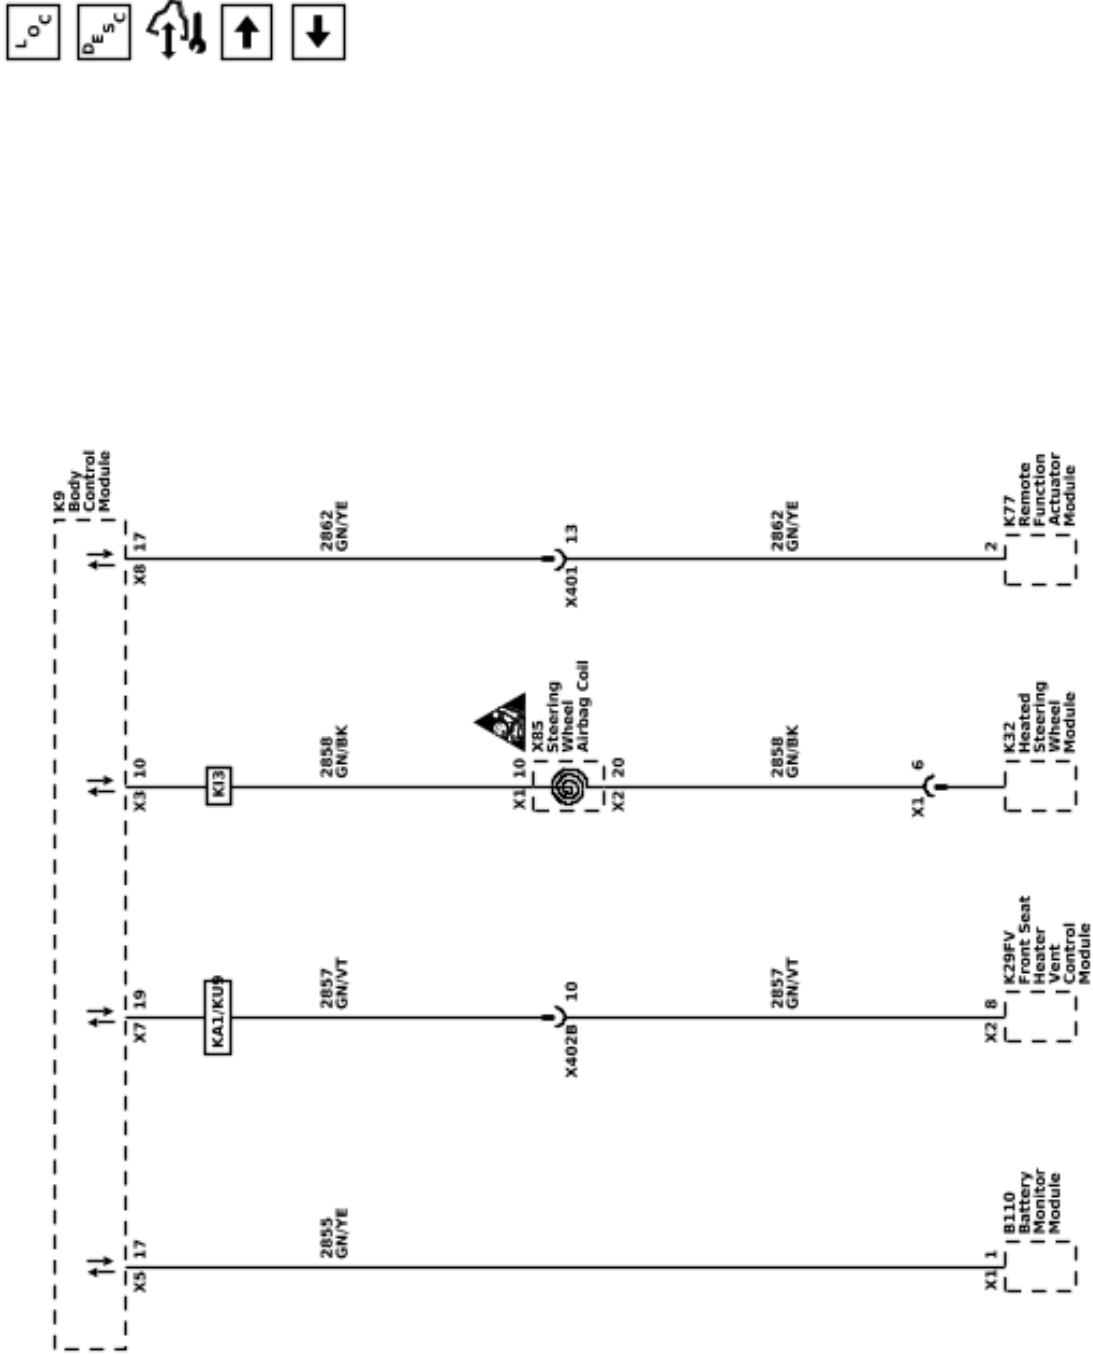 LOC
DESC
K9
Body
Control
Module
X5 17
2855
GN/YE
X1 1
B110
Battery
Monitor
Module
X7 19
KA1/KU9
2857
GN/VT
X402B 10
2857
GN/VT
X2 8
K29FV
Front Seat
Heater
Vent
Control
Module
X3 10
KI3
2858
GN/BK
X1 10
X85
Steering
Wheel
Airbag Coil
X2 20
2858
GN/BK
X1 6
K32
Heated
Steering
Wheel
Module
X8 17
2862
GN/YE
X401 13
2862
GN/YE
2
K77
Remote
Function
Actuator
Module